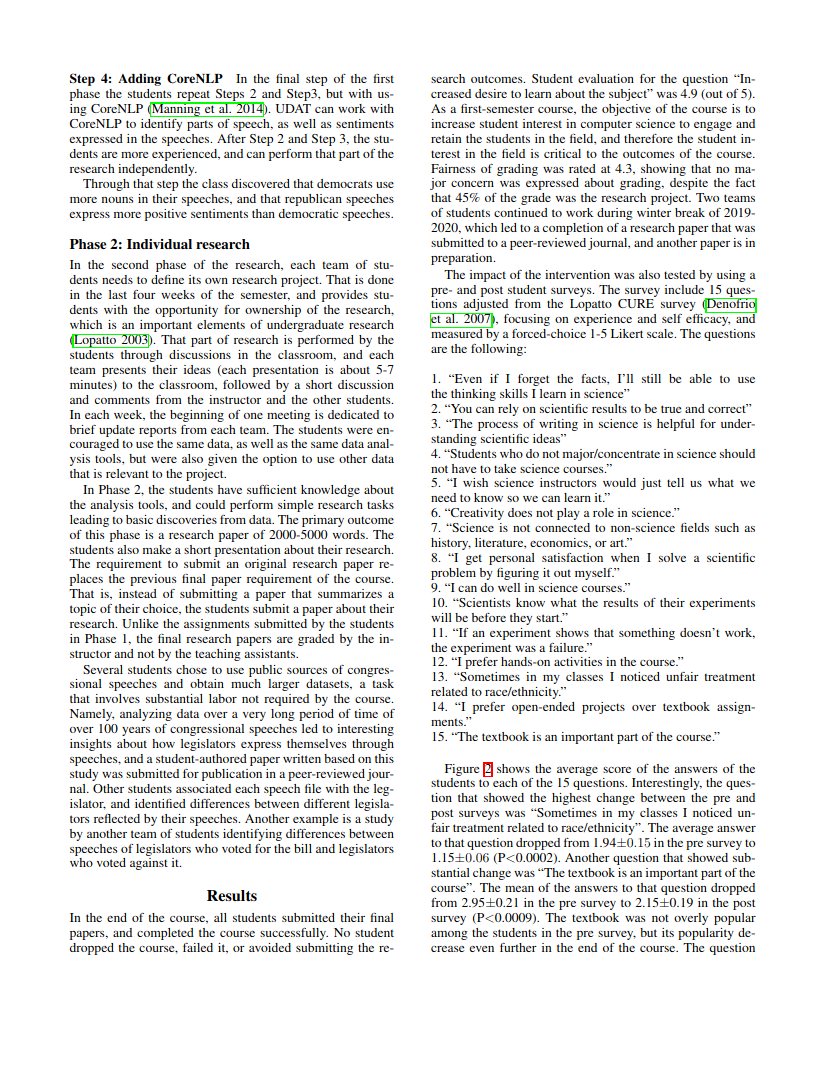 Step 4: Adding CoreNLP In the final step of the first
phase the students repeat Steps 2 and Step3, but with us-
ing CoreNLP (Manning et al. 2014). UDAT can work with
CoreNLP to identify parts of speech, as well as sentiments
expressed in the speeches. After Step 2 and Step 3, the stu-
dents are more experienced, and can perform that part of the
research independently.
Through that step the class discovered that democrats use
more nouns in their speeches, and that republican speeches
express more positive sentiments than democratic speeches.
Phase 2: Individual research
In the second phase of the research, each team of stu-
dents needs to define its own research project. That is done
in the last four weeks of the semester, and provides stu-
dents with the opportunity for ownership of the research,
which is an important elements of undergraduate research
(Lopatto 2003). That part of research is performed by the
students through discussions in the classroom, and each
team presents their ideas (each presentation is about 5-7
minutes) to the classroom, followed by a short discussion
and comments from the instructor and the other students.
In each week, the beginning of one meeting is dedicated to
brief update reports from each team. The students were en-
couraged to use the same data, as well as the same data anal-
ysis tools, but were also given the option to use other data
that is relevant to the project.
In Phase 2, the students have sufficient knowledge about
the analysis tools, and could perform simple research tasks
leading to basic discoveries from data. The primary outcome
of this phase is a research paper of 2000-5000 words. The
students also make a short presentation about their research.
The requirement to submit an original research paper re-
places the previous final paper requirement of the course.
That is, instead of submitting a paper that summarizes a
topic of their choice, the students submit a paper about their
research. Unlike the assignments submitted by the students
in Phase 1, the final research papers are graded by the in-
structor and not by the teaching assistants.
Several students chose to use public sources of congres-
sional speeches and obtain much larger datasets, a task
that involves substantial labor not required by the course.
Namely, analyzing data over a very long period of time of
over 100 years of congressional speeches led to interesting
insights about how legislators express themselves through
speeches, and a student-authored paper written based on this
study was submitted for publication in a peer-reviewed jour-
nal. Other students associated each speech file with the leg-
islator, and identified differences between different legisla-
tors reflected by their speeches. Another example is a study
by another team of students identifying differences between
speeches of legislators who voted for the bill and legislators
who voted against it.
Results
In the end of the course, all students submitted their final
papers, and completed the course successfully. No student
dropped the course, failed it, or avoided submitting the re-
search outcomes. Student evaluation for the question “In-
creased desire to learn about the subject” was 4.9 (out of 5).
As a first-semester course, the objective of the course is to
increase student interest in computer science to engage and
retain the students in the field, and therefore the student in-
terest in the field is critical to the outcomes of the course.
Fairness of grading was rated at 4.3, showing that no ma-
jor concern was expressed about grading, despite the fact
that 45% of the grade was the research project. Two teams
of students continued to work during winter break of 2019-
2020, which led to a completion of a research paper that was
submitted to a peer-reviewed journal, and another paper is in
preparation.
The impact of the intervention was also tested by using a
pre- and post student surveys. The survey include 15 ques-
tions adjusted from the Lopatto CURE survey (Denofrio
et al. 2007), focusing on experience and self efficacy, and
measured by a forced-choice 1-5 Likert scale. The questions
are the following:
1. “Even if I forget the facts, I’ll still be able to use
the thinking skills I learn in science”
2. “You can rely on scientific results to be true and correct”
3. “The process of writing in science is helpful for under-
standing scientific ideas”
4. “Students who do not major/concentrate in science should
not have to take science courses.”
5. “I wish science instructors would just tell us what we
need to know so we can learn it.”
6. “Creativity does not play a role in science.”
7. “Science is not connected to non-science fields such as
history, literature, economics, or art.”
8. “I get personal satisfaction when I solve a scientific
problem by figuring it out myself.”
9. “I can do well in science courses.”
10. “Scientists know what the results of their experiments
will be before they start.”
11. “If an experiment shows that something doesn’t work,
the experiment was a failure.”
12. “I prefer hands-on activities in the course.”
13. “Sometimes in my classes I noticed unfair treatment
related to race/ethnicity.”
14. “I prefer open-ended projects over textbook assign-
ments.”
15. “The textbook is an important part of the course.”
Figure 2 shows the average score of the answers of the
students to each of the 15 questions. Interestingly, the ques-
tion that showed the highest change between the pre and
post surveys was “Sometimes in my classes I noticed un-
fair treatment related to race/ethnicity”. The average answer
to that question dropped from 1.94±0.15 in the pre survey to
1.15±0.06 (P<0.0002). Another question that showed sub-
stantial change was “The textbook is an important part of the
course”. The mean of the answers to that question dropped
from 2.95±0.21 in the pre survey to 2.15±0.19 in the post
survey (P<0.0009). The textbook was not overly popular
among the students in the pre survey, but its popularity de-
crease even further in the end of the course. The question